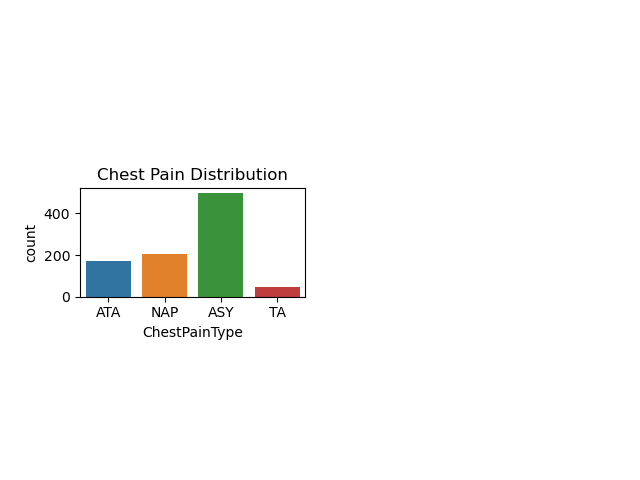 Chest Pain Distribution
400
200
0
count
ATA NAP ASY TA
ChestPainType